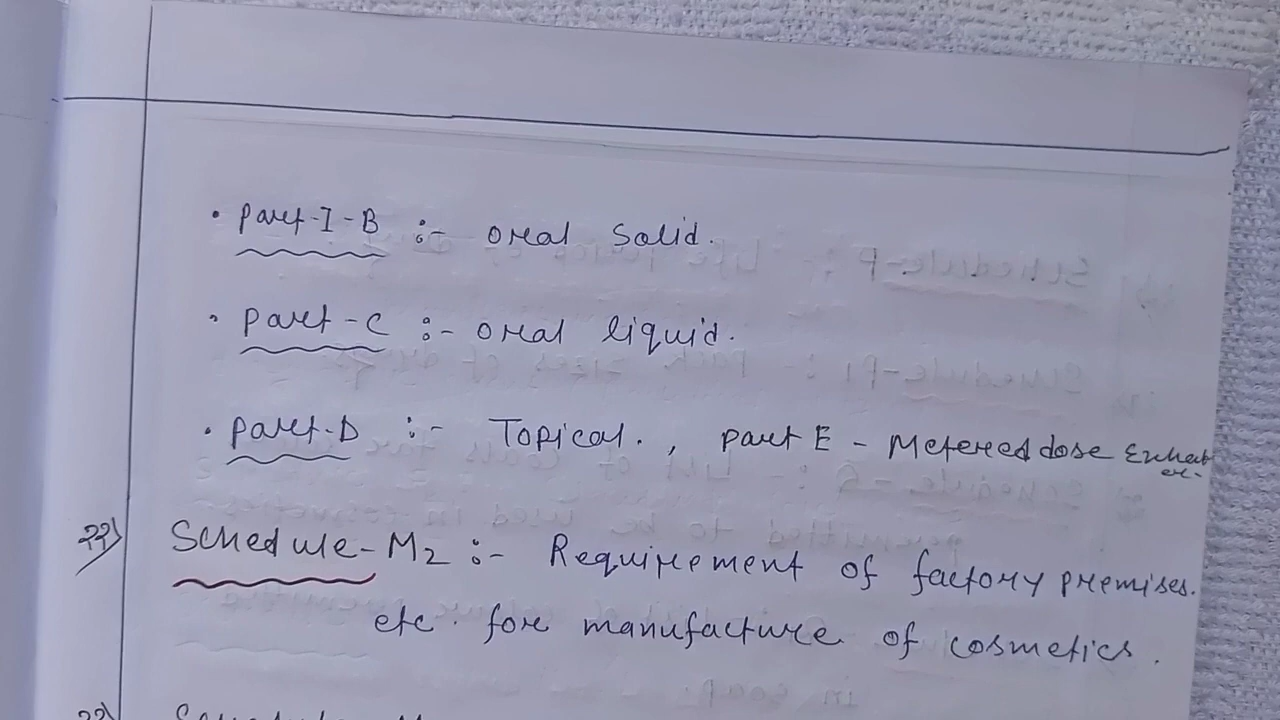 • Part-I-B :- Oral Solid.
• Part-C :- Oral liquid.
• Part-D :- Topical. , Part E - Metered dose Enhaler.
22) Schedule-M2 :- Requirement of factory premises.
etc. for manufacture of cosmetics.